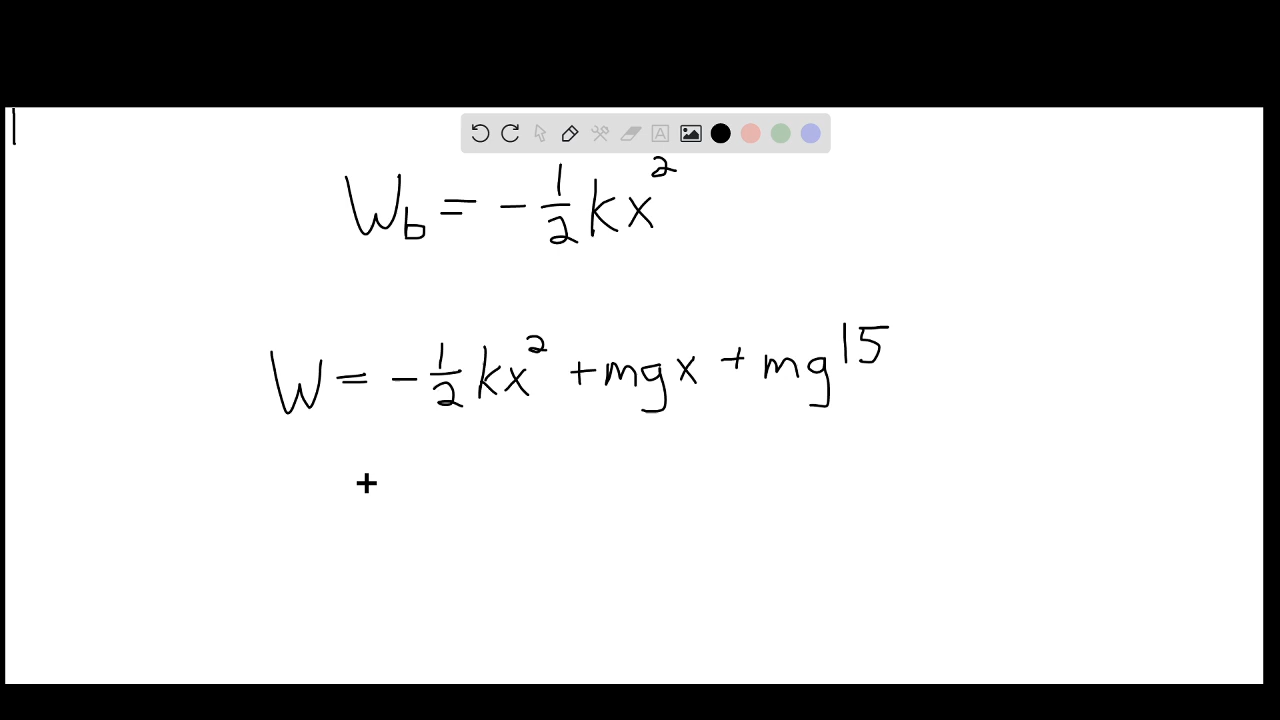 W_b = - 1/2 kx^2
W = - 1/2 kx^2 + mgx + mg15